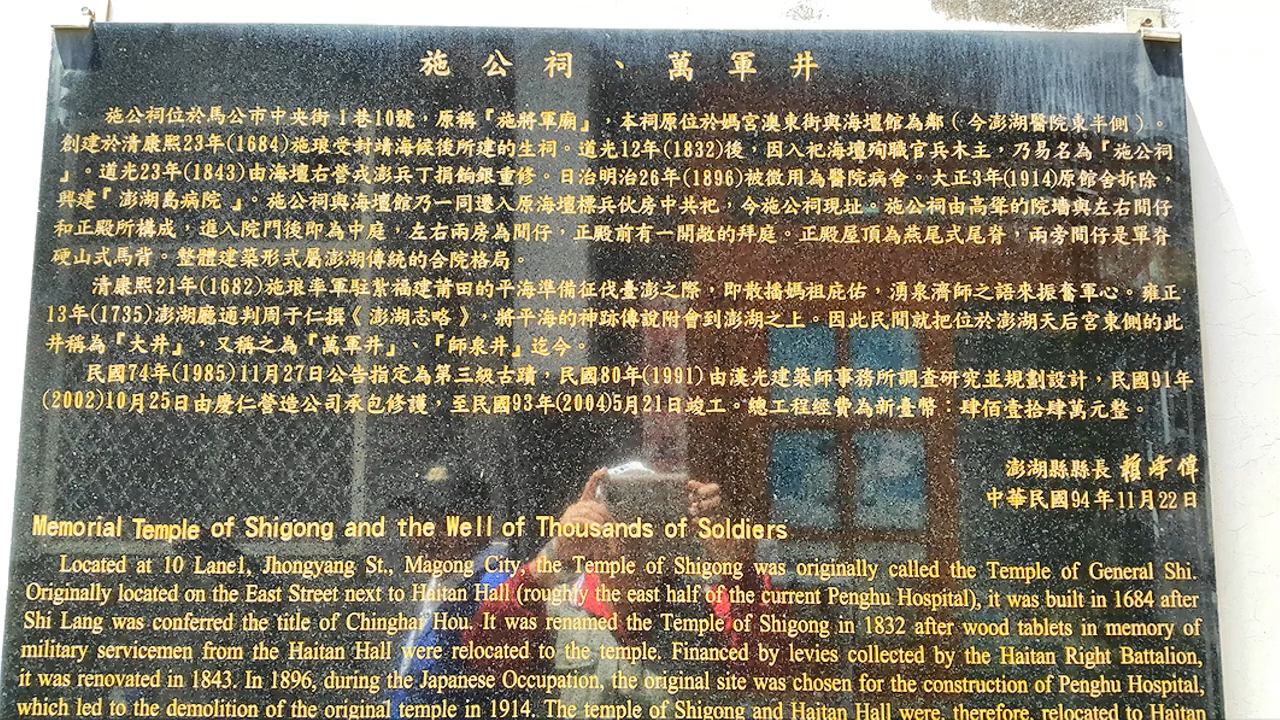 施公祠、萬軍井
施公祠位於馬公市中央街1巷10號，原稱『施將軍廟』，本祠原位於媽宮澳東街與海壇館為鄰（今澎湖醫院東半側）。
創建於清康熙23年(1684)施琅受封靖海候後所建的生祠。道光12年(1832)後，因入祀海壇殉職官兵木主，乃易名為『施公祠
』。道光23年(1843)由海壇右營戍澎兵丁捐餉銀重修。日治明治26年(1896)被徵用為醫院病舍。大正3年(1914)原館舍拆除，
興建『澎湖島病院』。施公祠與海壇館乃一同遷入原海壇標兵伙房中共祀，今施公祠現址。施公祠由高聳的院牆與左右間仔
和正殿所構成，進入院門後即為中庭，左右兩房為間仔，正殿前有一開敞的拜庭。正殿屋頂為燕尾式尾脊，兩旁間仔是單脊
硬山式馬背。整體建築形式屬澎湖傳統的合院格局。
清康熙21年(1682)施琅率軍駐紮福建莆田的平海準備征伐臺澎之際，即散播媽祖庇佑，湧泉濟師之語來振奮軍心。雍正
13年(1735)澎湖廳通判周于仁撰《澎湖志略》，將平海的神跡傳說附會到澎湖之上。因此民間就把位於澎湖天后宮東側的此
井稱為『大井』，又稱之為『萬軍井』、『師泉井』迄今。
民國74年(1985)11月27日公告指定為第三級古蹟，民國80年(1991)由漢光建築師事務所調查研究並規劃設計，民國91年
(2002)10月25日由慶仁營造公司承包修護，至民國93年(2004)5月21日竣工。總工程經費為新臺幣：肆佰壹拾肆萬元整。
澎湖縣縣長 賴峰偉
中華民國94年11月22日
Memorial Temple of Shigong and the Well of Thousands of Soldiers
Located at 10 Lane1, Jhongyang St., Magong City, the Temple of Shigong was originally called the Temple of General Shi.
Originally located on the East Street next to Haitan Hall (roughly the east half of the current Penghu Hospital), it was built in 1684 after
Shi Lang was conferred the title of Chinghai Hou. It was renamed the Temple of Shigong in 1832 after wood tablets in memory of
military servicemen from the Haitan Hall were relocated to the temple. Financed by levies collected by the Haitan Right Battalion,
it was renovated in 1843. In 1896, during the Japanese Occupation, the original site was chosen for the construction of Penghu Hospital,
which led to the demolition of the original temple in 1914. The temple of Shigong and Haitan Hall were, therefore, relocated to Haitan